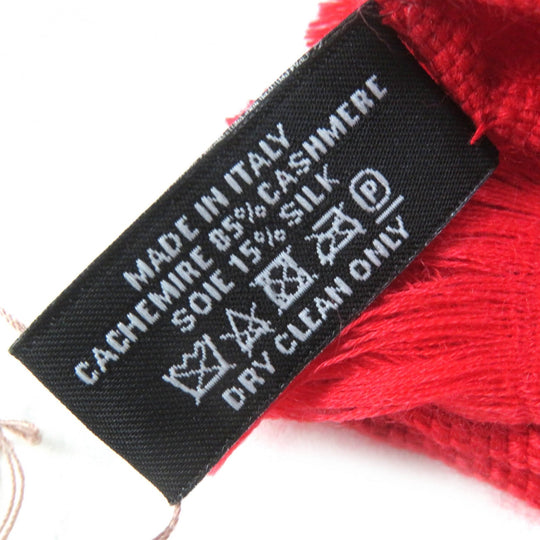 MADE IN ITALY
CACHEMIRE 85% CASHMERE
SOIE 15% SILK
P
DRY CLEAN ONLY